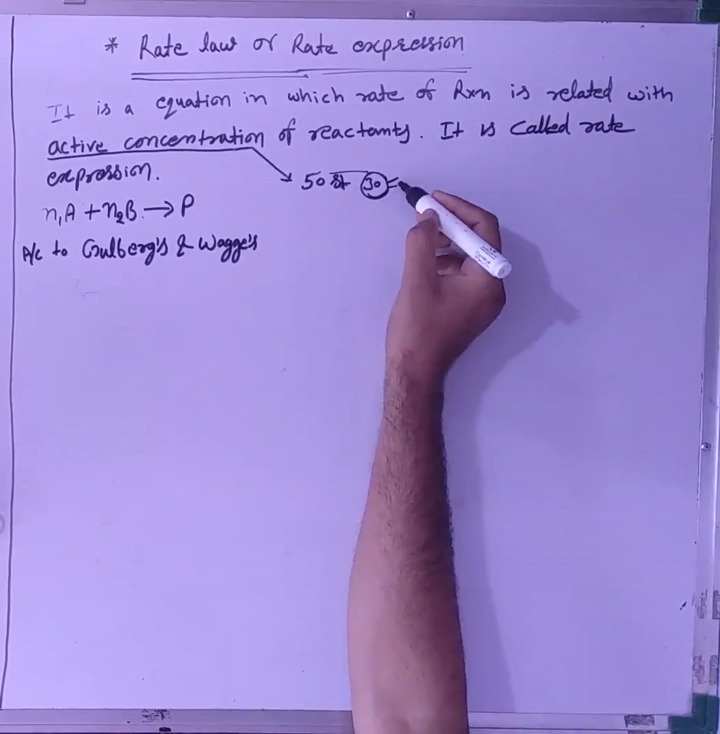 * Rate law or Rate expression
It is a equation in which rate of Rxn is related with
active concentration of reactants. It is called rate
expression.
50 st 30 =
n₁A + n₂B → P
A/c to Gulberg's & Wagge's